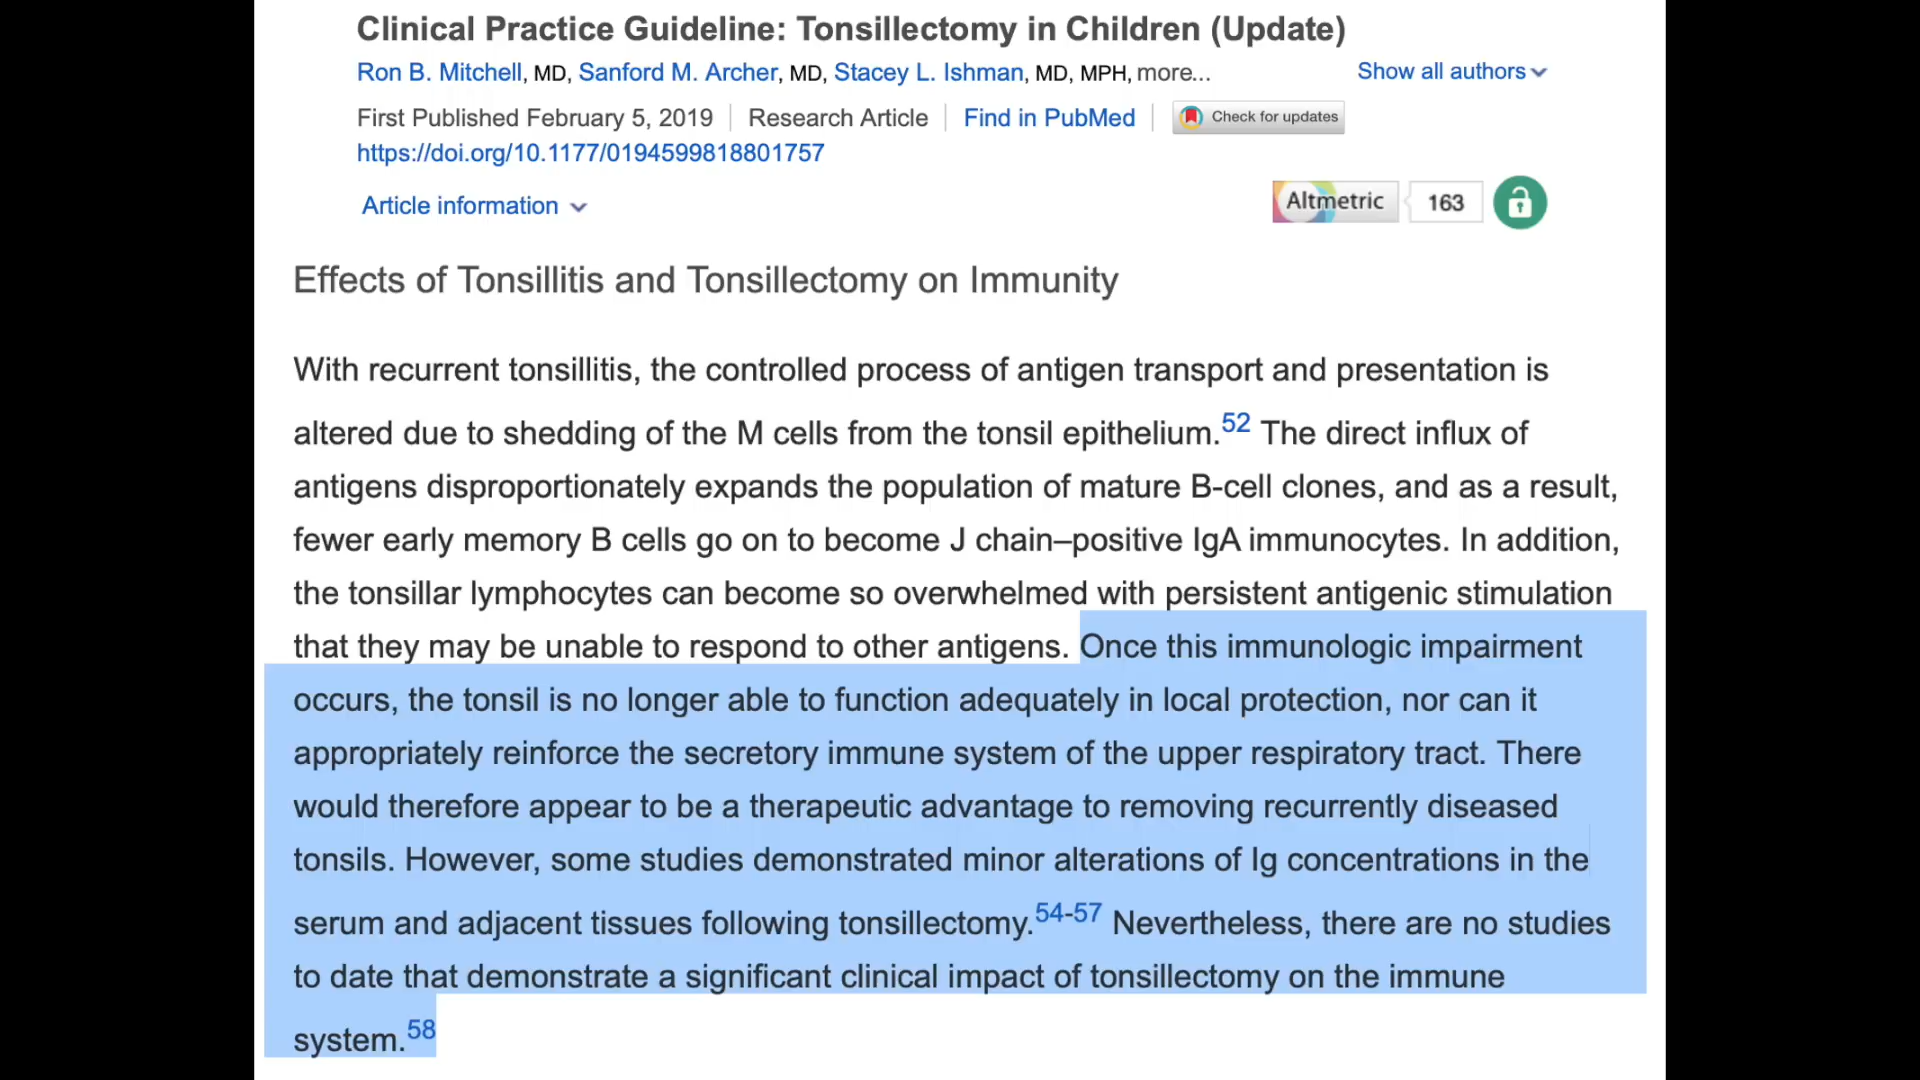 Clinical Practice Guideline: Tonsillectomy in Children (Update)
Ron B. Mitchell, MD, Sanford M. Archer, MD, Stacey L. Ishman, MD, MPH, more... Show all authors
First Published February 5, 2019 Research Article Find in PubMed Check for updates
https://doi.org/10.1177/0194599818801757
Article information Altmetric 163
Effects of Tonsillitis and Tonsillectomy on Immunity
With recurrent tonsillitis, the controlled process of antigen transport and presentation is
altered due to shedding of the M cells from the tonsil epithelium.52 The direct influx of
antigens disproportionately expands the population of mature B-cell clones, and as a result,
fewer early memory B cells go on to become J chain–positive IgA immunocytes. In addition,
the tonsillar lymphocytes can become so overwhelmed with persistent antigenic stimulation
that they may be unable to respond to other antigens. Once this immunologic impairment
occurs, the tonsil is no longer able to function adequately in local protection, nor can it
appropriately reinforce the secretory immune system of the upper respiratory tract. There
would therefore appear to be a therapeutic advantage to removing recurrently diseased
tonsils. However, some studies demonstrated minor alterations of Ig concentrations in the
serum and adjacent tissues following tonsillectomy.54-57 Nevertheless, there are no studies
to date that demonstrate a significant clinical impact of tonsillectomy on the immune
system.58